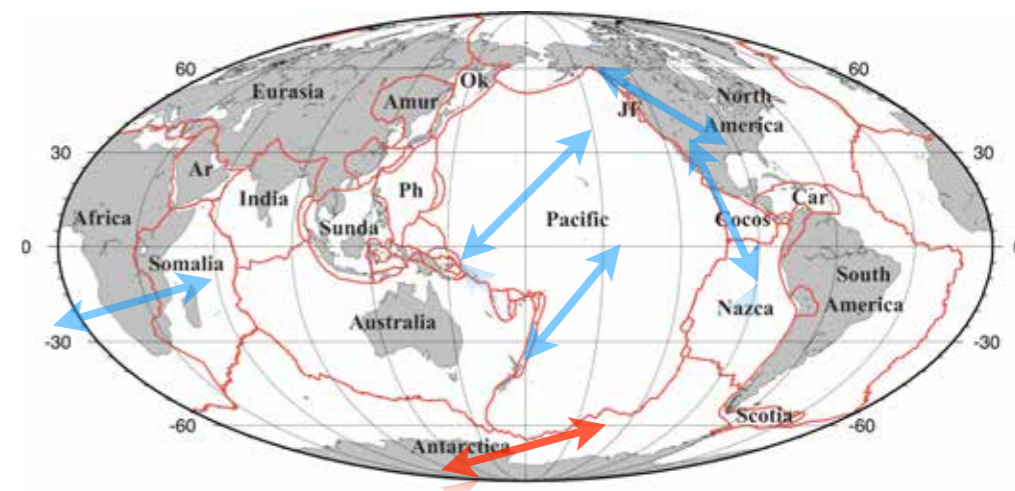 60
60
Ok
Eurasia
Amur
North
America
JF
30
30
Ar
India
Ph
Car
Africa
Sunda
Pacific
Cocos
0
Somalia
South
America
Nazca
Australia
-30
-30
Scotia
-60
-60
Antarctica